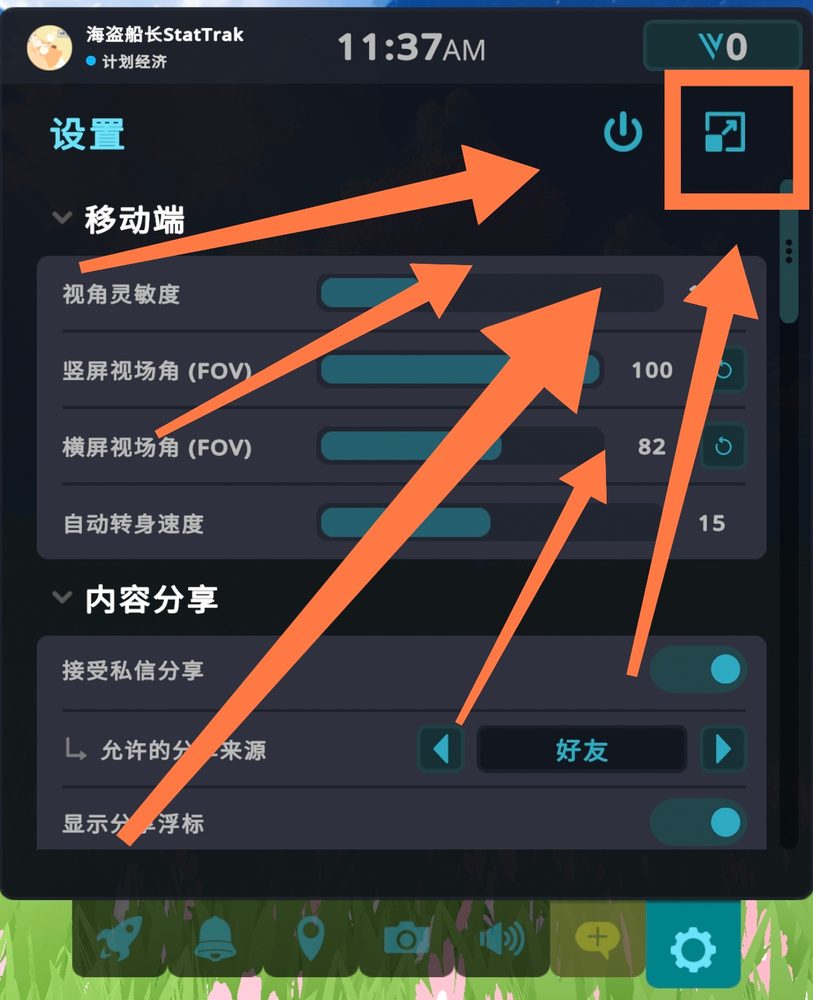 海盗船长StatTrak
计划经济
11:37AM
0
设置
移动端
视角灵敏度
竖屏视场角 (FOV)
100
横屏视场角 (FOV)
82
自动转身速度
15
内容分享
接受私信分享
允许的分享来源
好友
显示分享浮标